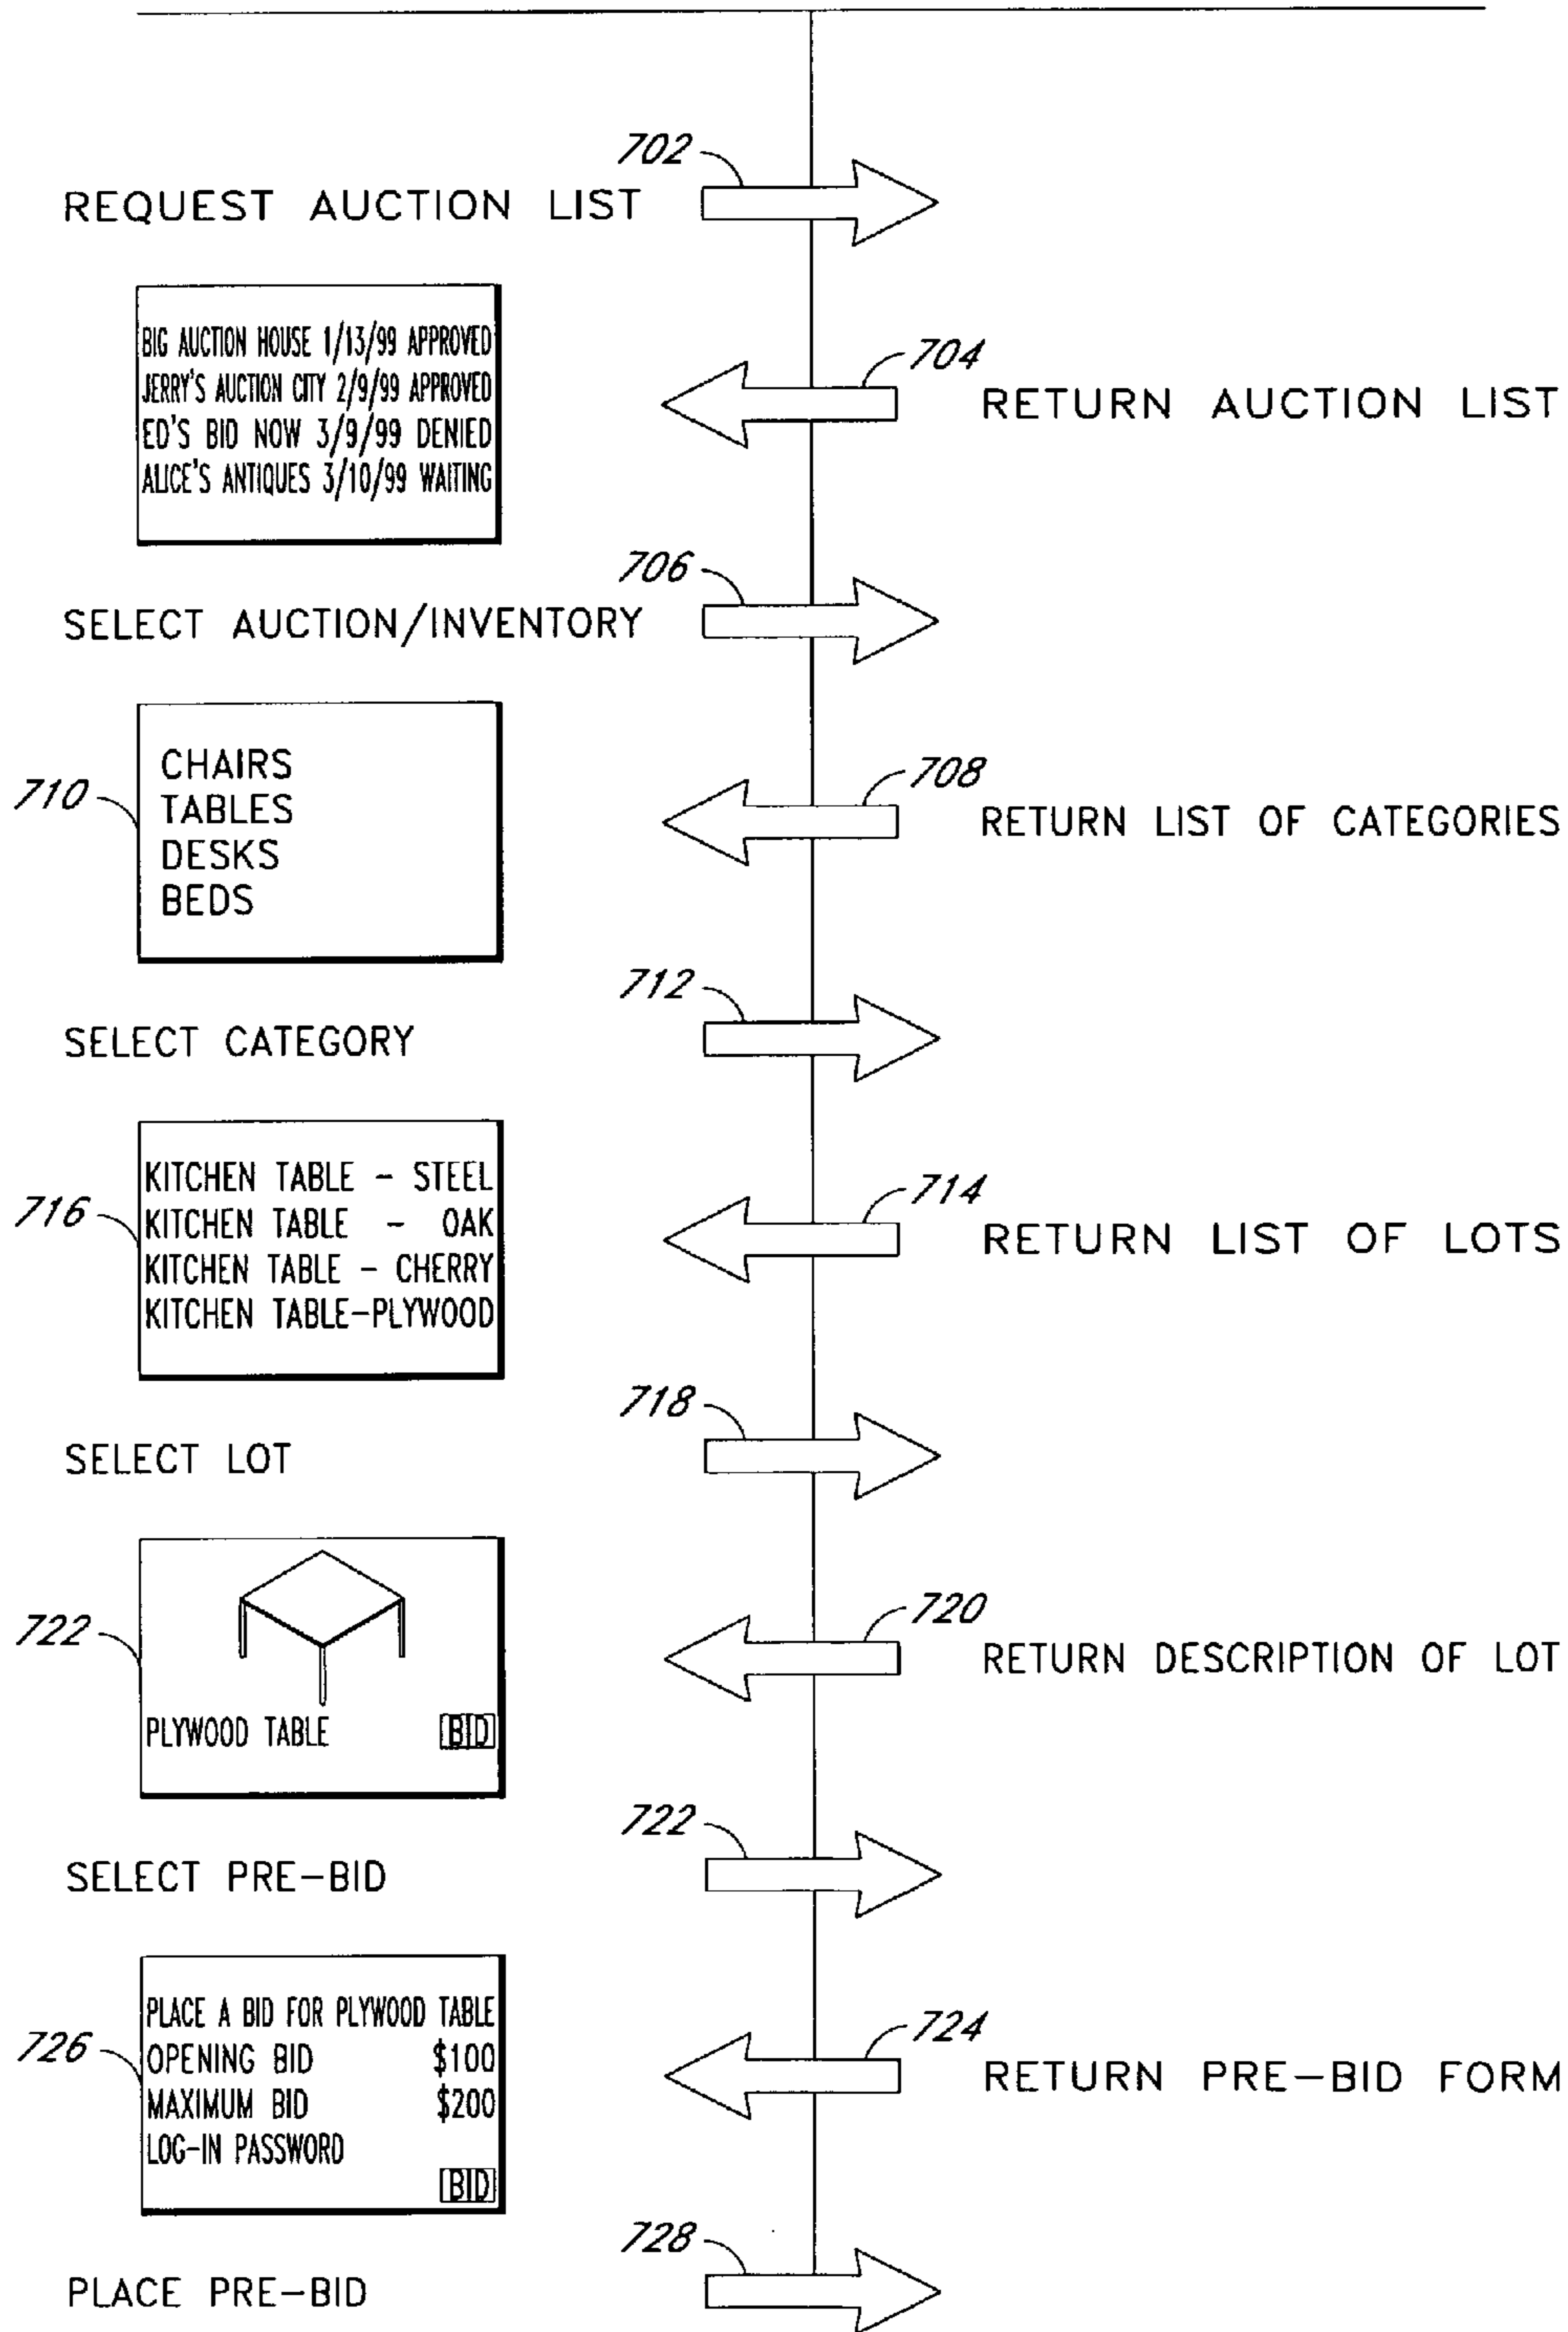 702
REQUEST AUCTION LIST
BIG AUCTION HOUSE 1/13/99 APPROVED
JERRY'S AUCTION CITY 2/9/99 APPROVED
ED'S BID NOW 3/9/99 DENIED
ALICE'S ANTIQUES 3/10/99 WAITING
704
RETURN AUCTION LIST
706
SELECT AUCTION/INVENTORY
710
CHAIRS
TABLES
DESKS
BEDS
708
RETURN LIST OF CATEGORIES
712
SELECT CATEGORY
716
KITCHEN TABLE - STEEL
KITCHEN TABLE - OAK
KITCHEN TABLE - CHERRY
KITCHEN TABLE-PLYWOOD
714
RETURN LIST OF LOTS
718
SELECT LOT
722
PLYWOOD TABLE BID
720
RETURN DESCRIPTION OF LOT
722
SELECT PRE-BID
726
PLACE A BID FOR PLYWOOD TABLE
OPENING BID $100
MAXIMUM BID $200
LOG-IN PASSWORD
BID
724
RETURN PRE-BID FORM
728
PLACE PRE-BID